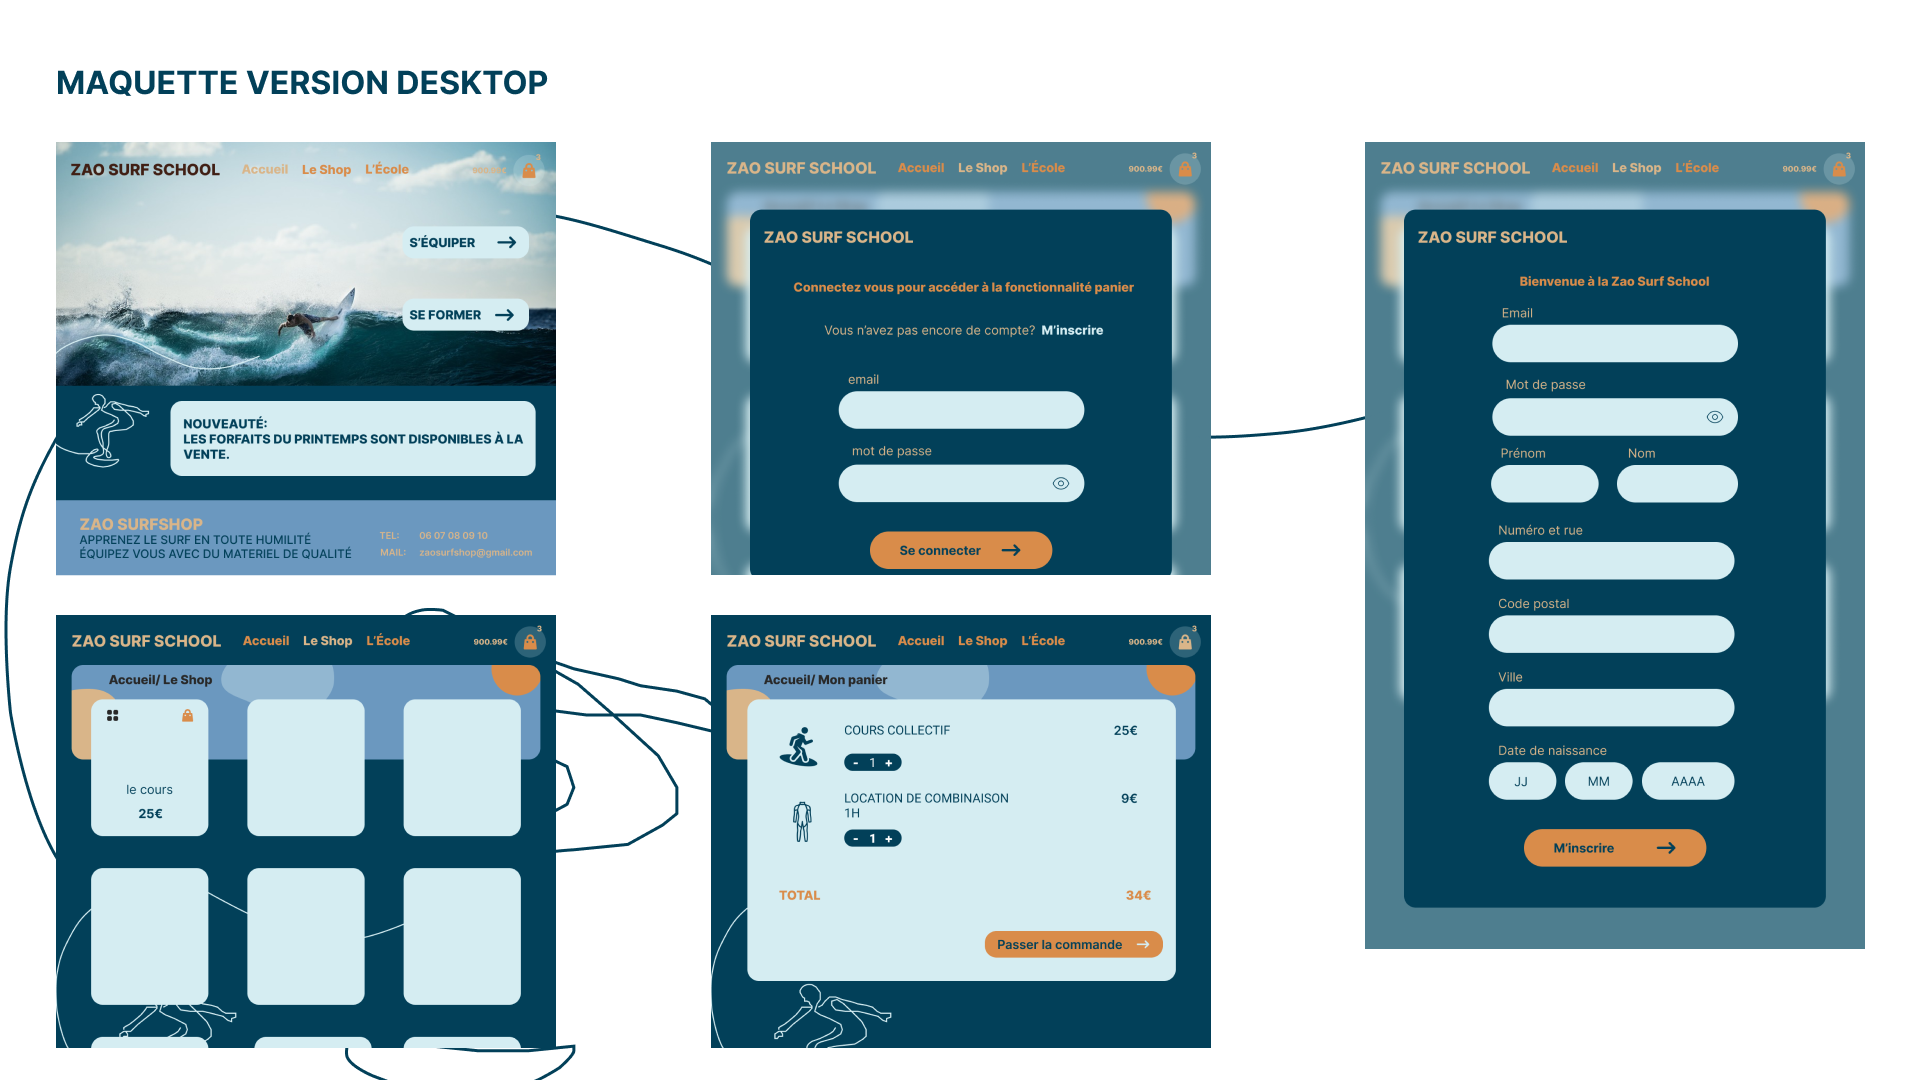 MAQUETTE VERSION DESKTOP
ZAO SURF SCHOOL Accueil Le Shop L'École 3
S'ÉQUIPER
SE FORMER
NOUVEAUTÉ:
LES FORFAITS DU PRINTEMPS SONT DISPONIBLES À LA
VENTE.
ZAO SURFSHOP
APPRENEZ LE SURF EN TOUTE HUMILITÉ
ÉQUIPEZ VOUS AVEC DU MATERIEL DE QUALITÉ
TEL: 06 07 08 09 10
MAIL: zaosurfshop@gmail.com
ZAO SURF SCHOOL Accueil Le Shop L'École 900.99€ 3
ZAO SURF SCHOOL
Connectez vous pour accéder à la fonctionnalité panier
Vous n'avez pas encore de compte? M'inscrire
email
mot de passe
Se connecter
ZAO SURF SCHOOL Accueil Le Shop L'École 900.99€ 3
ZAO SURF SCHOOL
Bienvenue à la Zao Surf School
Email
Mot de passe
Prénom Nom
Numéro et rue
Code postal
Ville
Date de naissance
JJ MM AAAA
M'inscrire
ZAO SURF SCHOOL Accueil Le Shop L'École 900.99€ 3
Accueil/ Le Shop
le cours
25€
ZAO SURF SCHOOL Accueil Le Shop L'École 900.99€ 3
Accueil/ Mon panier
COURS COLLECTIF 25€
- 1 +
LOCATION DE COMBINAISON 9€
1H
- 1 +
TOTAL 34€
Passer la commande